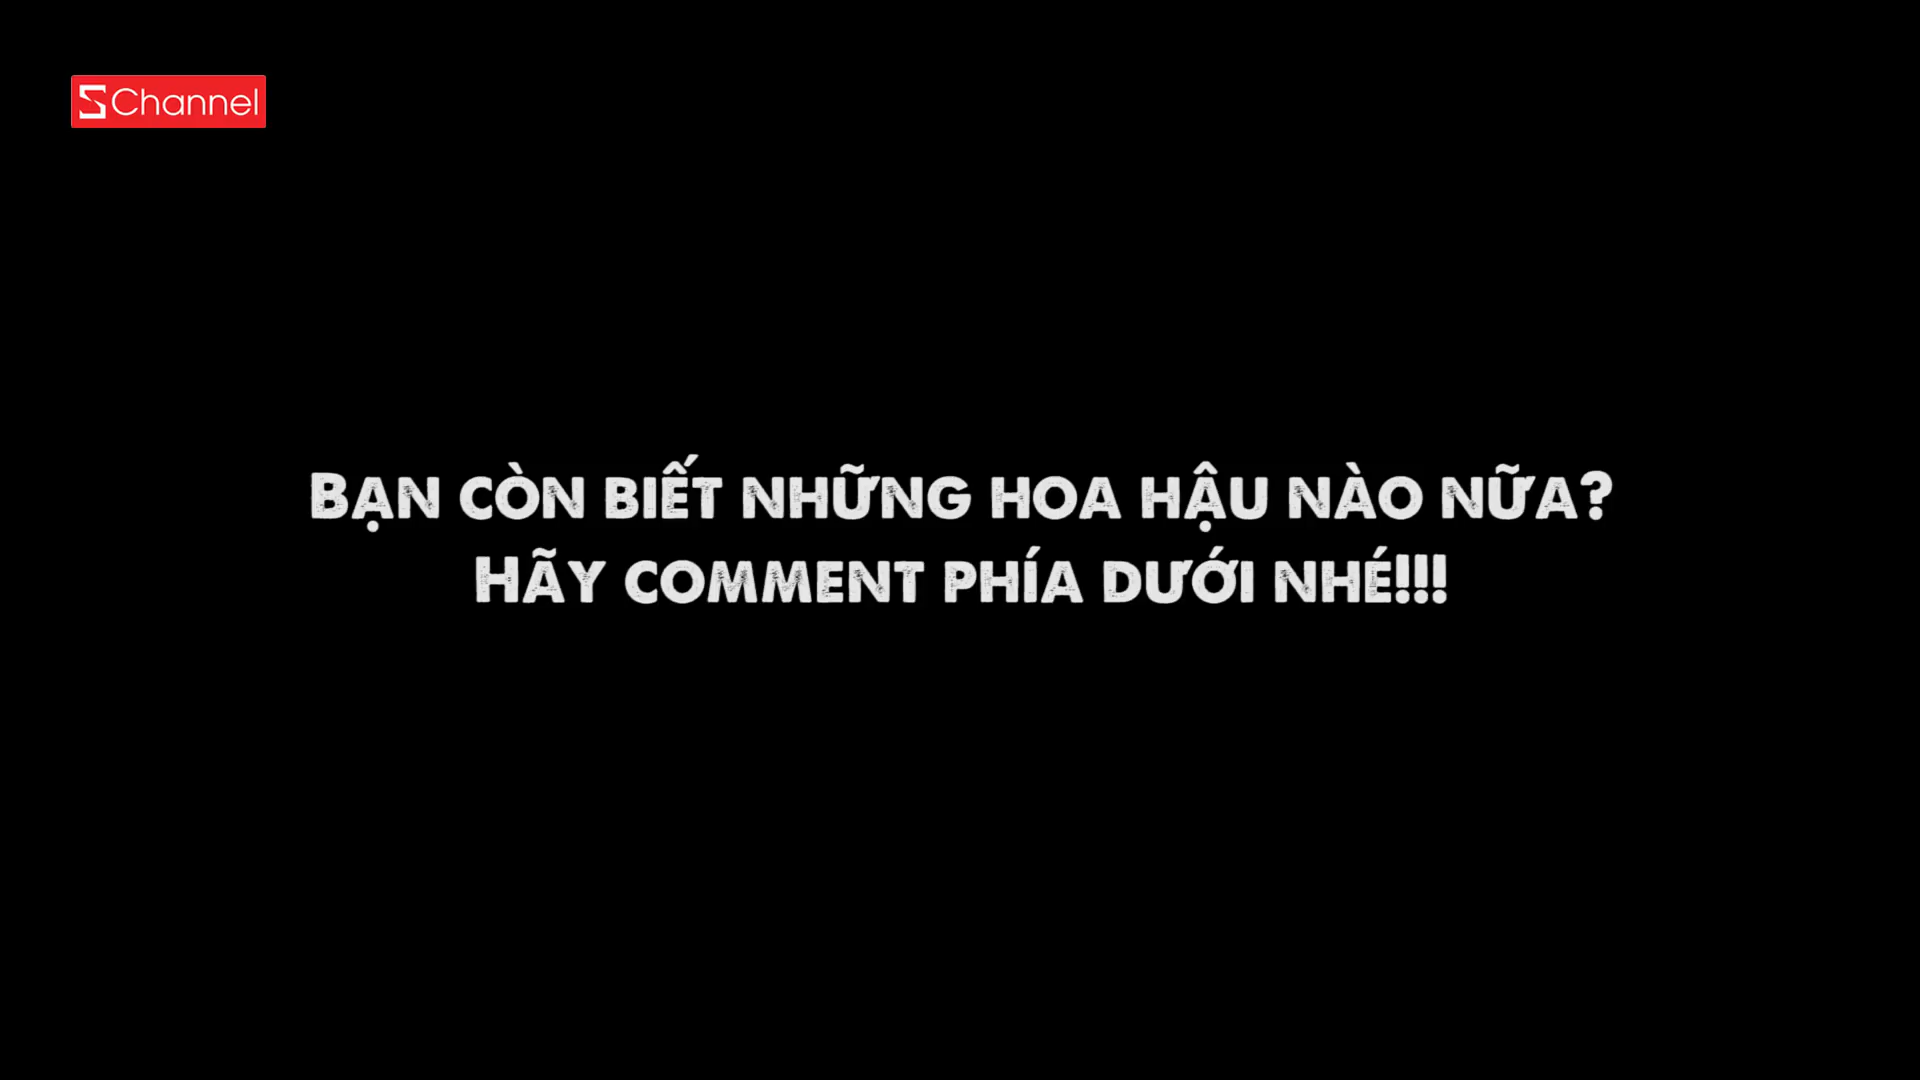 SChannel
Bạn còn biết những hoa hậu nào nữa?
Hãy comment phía dưới nhé!!!